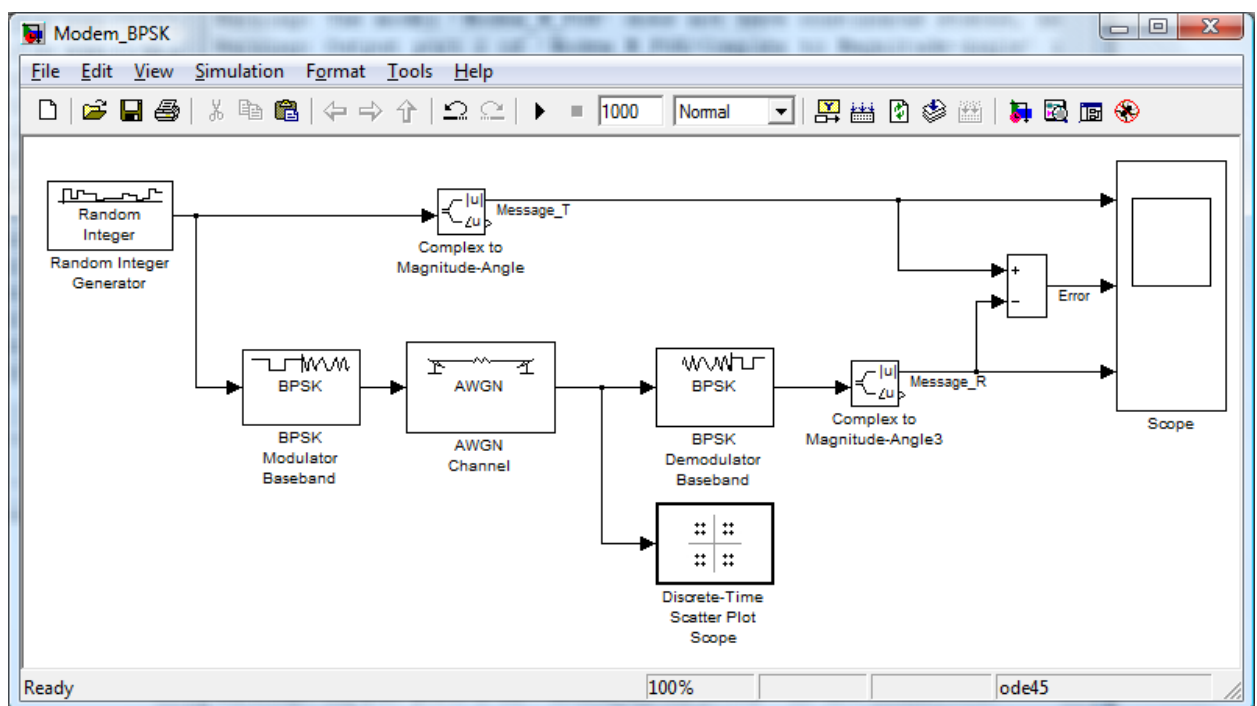 Modem_BPSK
File Edit View Simulation Format Tools Help
1000 Normal
Random
Integer
Random Integer
Generator
|u|
∠u
Message_T
Complex to
Magnitude-Angle
+
−
Error
Scope
BPSK
BPSK
Modulator
Baseband
AWGN
AWGN
Channel
BPSK
BPSK
Demodulator
Baseband
|u|
∠u
Message_R
Complex to
Magnitude-Angle3
Discrete-Time
Scatter Plot
Scope
Ready 100% ode45